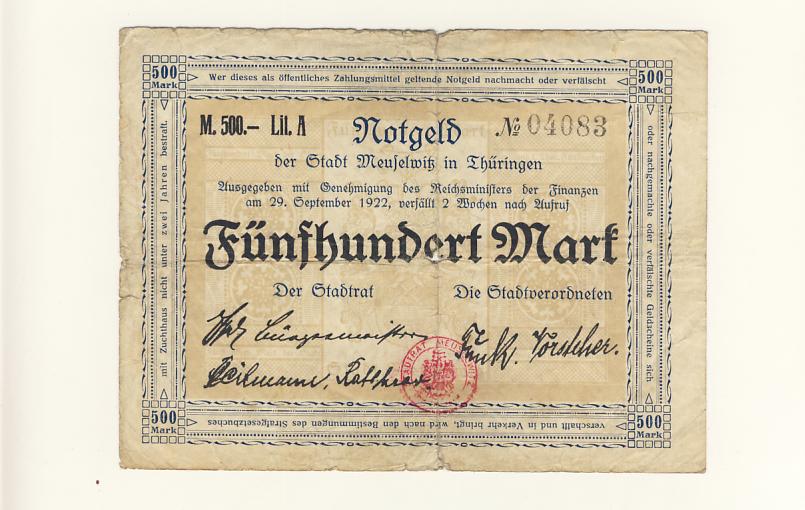 500 Mark
Wer dieses als öffentliches Zahlungsmittel geltende Notgeld nachmacht oder verfälscht
500 Mark
oder nachgemachte oder verfälschte Geldscheine sich
verschafft und in Verkehr bringt, wird nach den Bestimmungen des Strafgesetzbuches
mit Zuchthaus nicht unter zwei Jahren bestraft.
M. 500.— Lit. A
Notgeld
№ 04083
der Stadt Meuselwitz in Thüringen
Ausgegeben mit Genehmigung des Reichsministers der Finanzen
am 29. September 1922, verfällt 2 Wochen nach Aufruf
Fünfhundert Mark
Der Stadtrat
Die Stadtverordneten
Bürgermeister
Funk. Vorsteher.
500 Mark
500 Mark